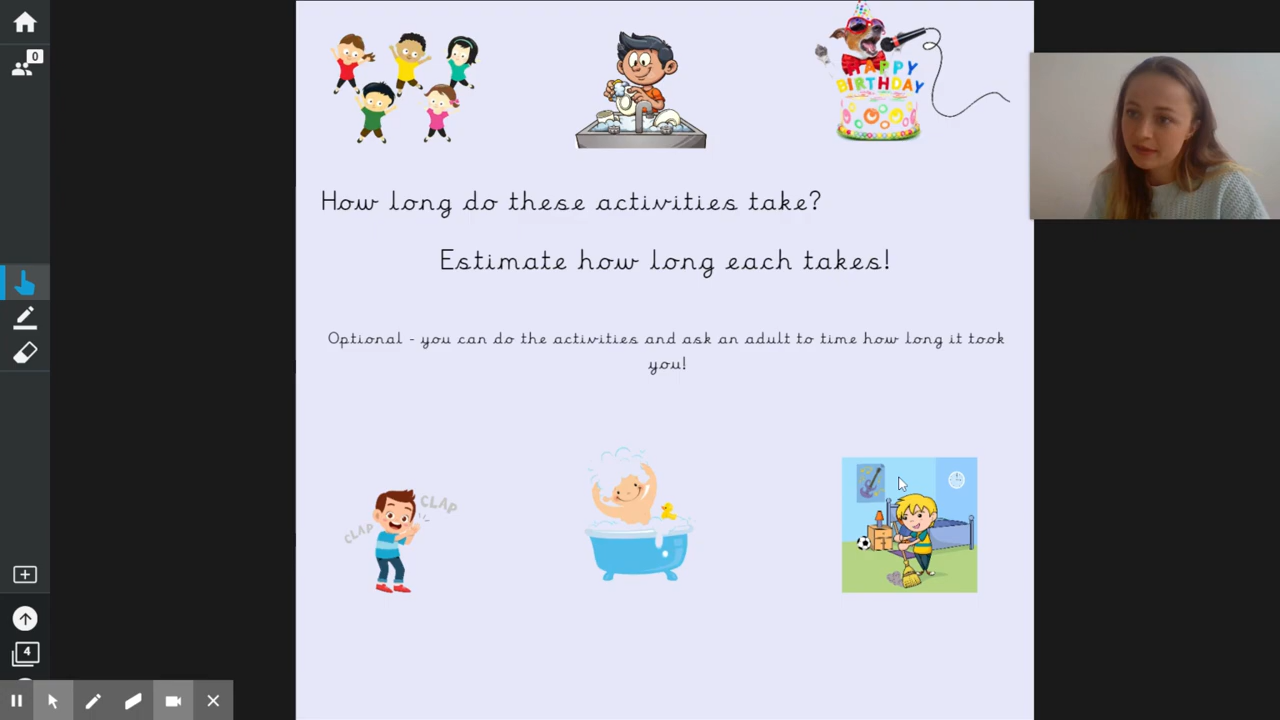 0
HAPPY
BIRTHDAY
How long do these activities take?
Estimate how long each takes!
Optional - you can do the activities and ask an adult to time how long it took
you!
CLAP
CLAP
4